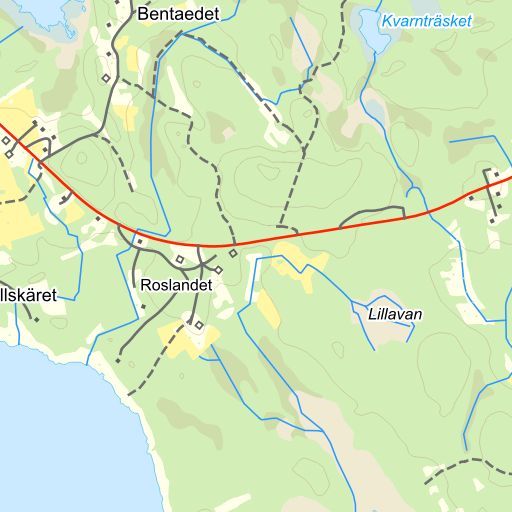 Bentaedet
Kvarnträsket
Roslandet
llskäret
Lillavan